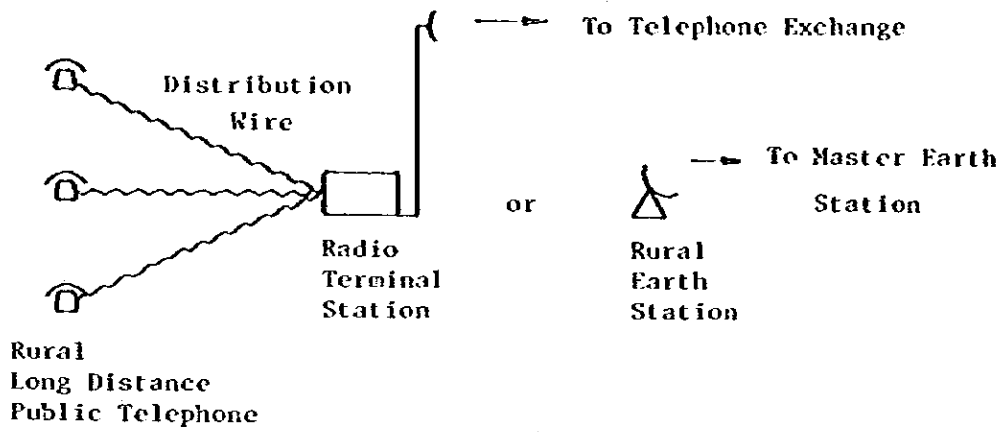 To Telephone Exchange
Distribution
Wire
To Master Earth
Station
or
Radio
Terminal
Station
Rural
Earth
Station
Rural
Long Distance
Public Telephone